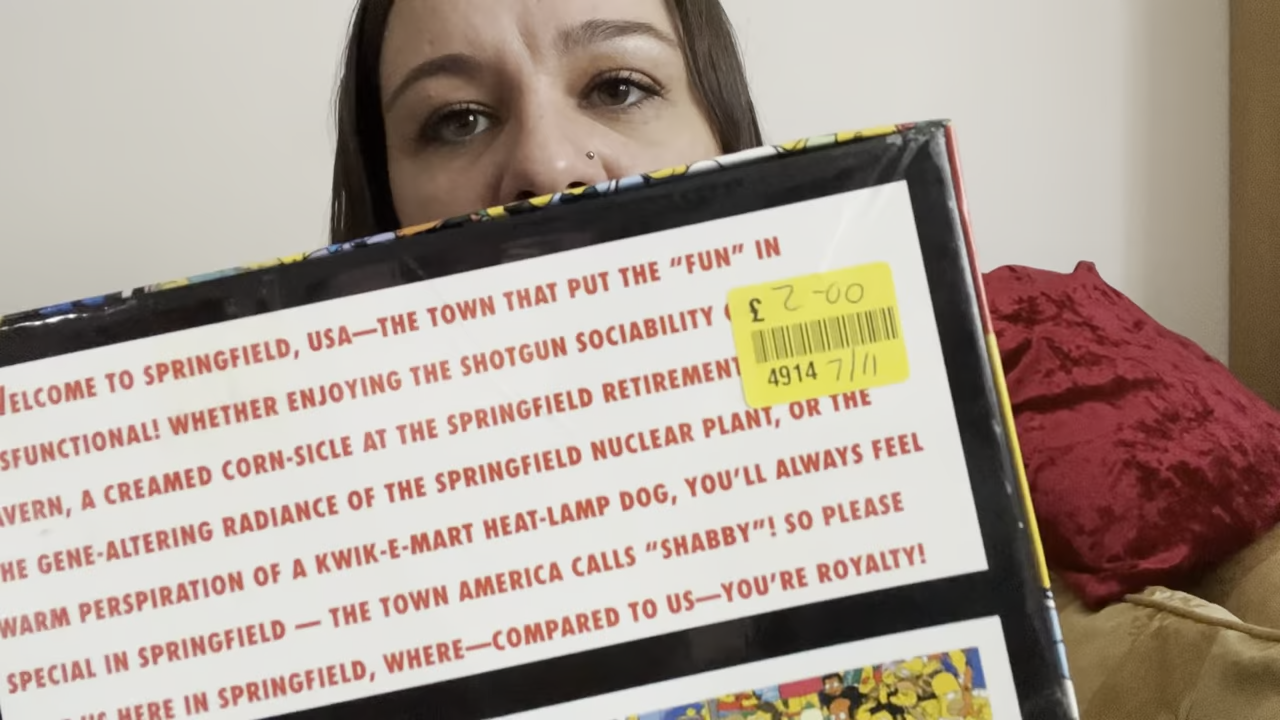 WELCOME TO SPRINGFIELD, USA—THE TOWN THAT PUT THE “FUN” IN
SFUNCTIONAL! WHETHER ENJOYING THE SHOTGUN SOCIABILITY
AVERN, A CREAMED CORN-SICLE AT THE SPRINGFIELD RETIREMENT
HE GENE-ALTERING RADIANCE OF THE SPRINGFIELD NUCLEAR PLANT, OR THE
WARM PERSPIRATION OF A KWIK-E-MART HEAT-LAMP DOG, YOU’LL ALWAYS FEEL
SPECIAL IN SPRINGFIELD — THE TOWN AMERICA CALLS “SHABBY”! SO PLEASE
US HERE IN SPRINGFIELD, WHERE—COMPARED TO US—YOU’RE ROYALTY!
£ 2-00
4914 7/11